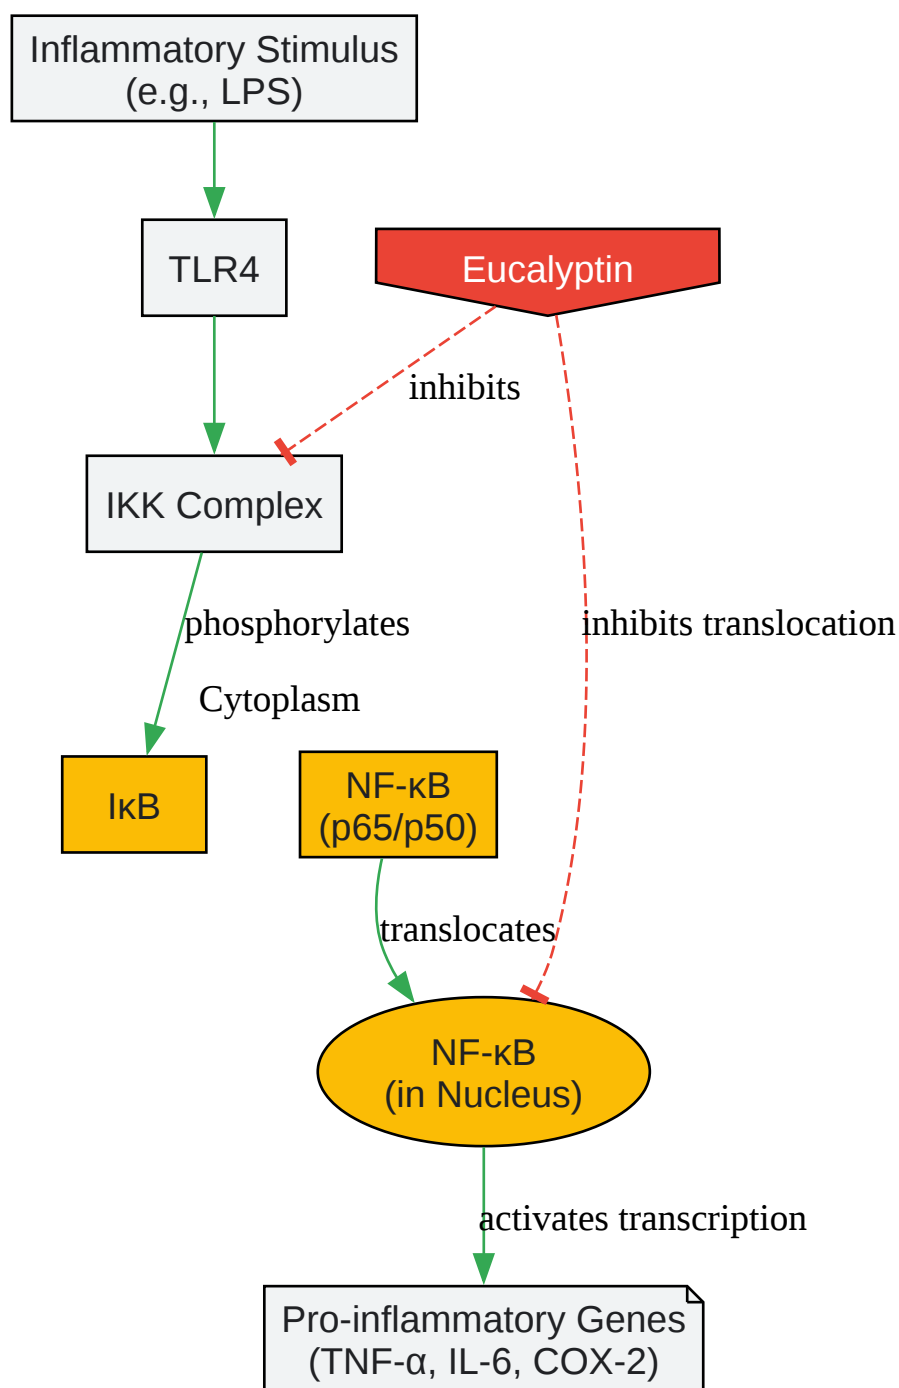 Inflammatory Stimulus
(e.g., LPS)
TLR4
Eucalyptin
inhibits
IKK Complex
phosphorylates
inhibits translocation
Cytoplasm
IκB
NF-κB
(p65/p50)
translocates
NF-κB
(in Nucleus)
activates transcription
Pro-inflammatory Genes
(TNF-α, IL-6, COX-2)